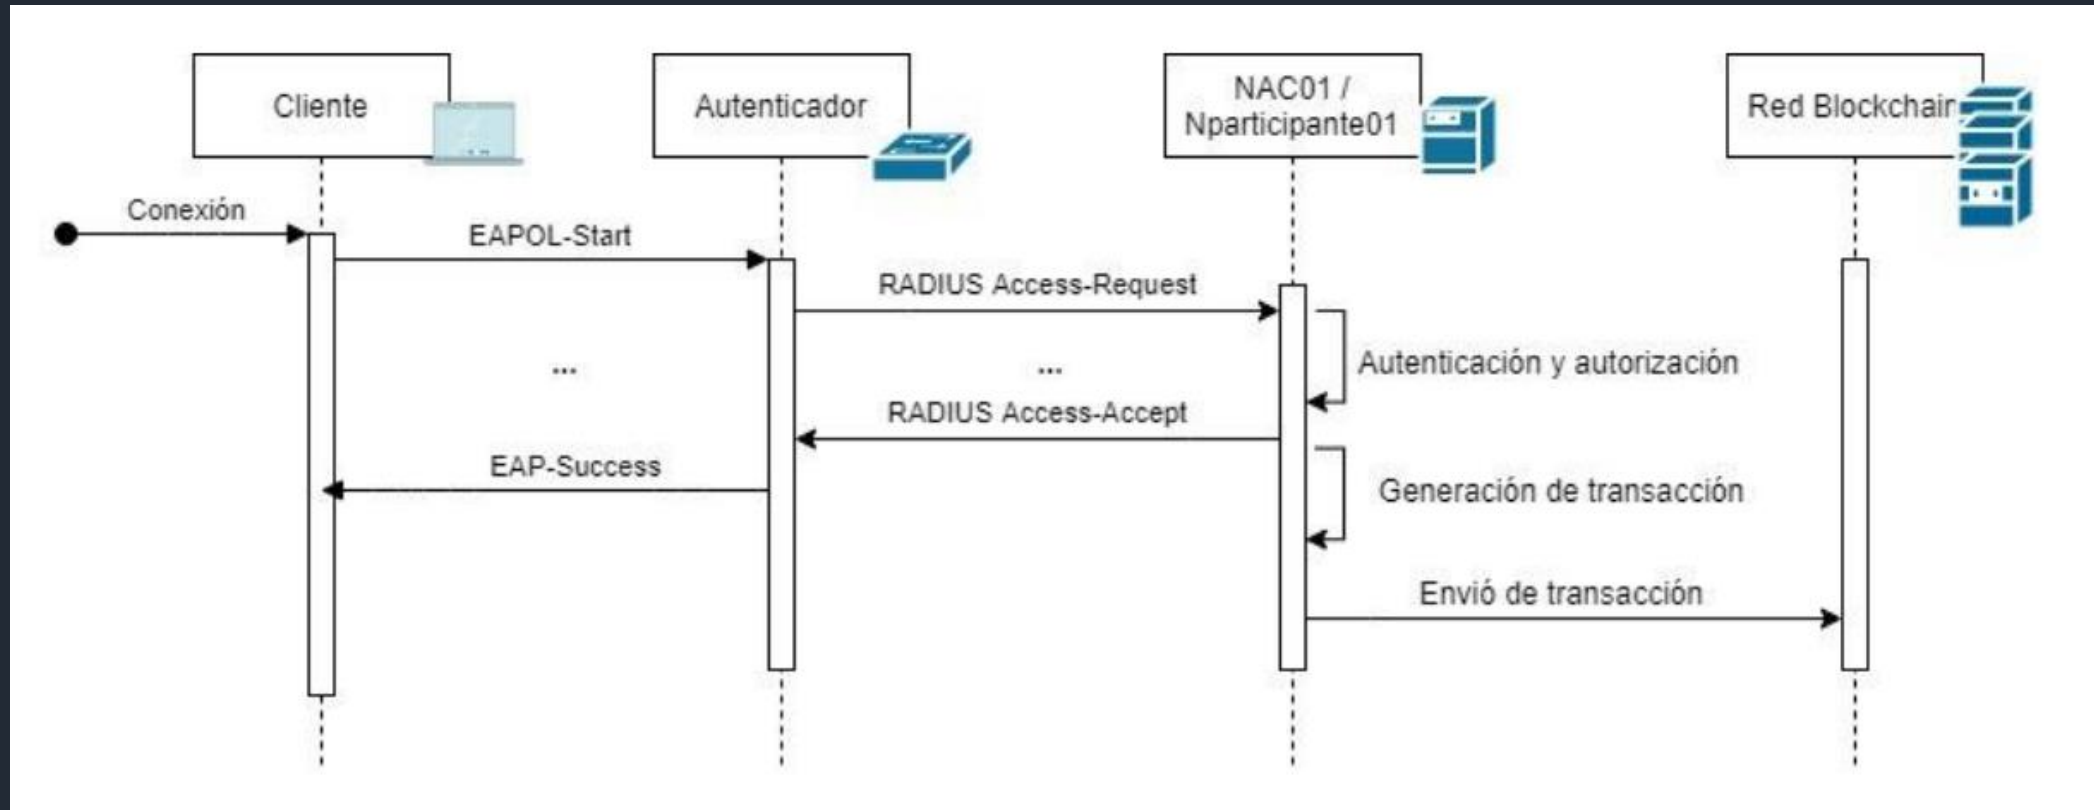 Cliente
Autenticador
NAC01 /
Nparticipante01
Red Blockchain
Conexión
EAPOL-Start
RADIUS Access-Request
...
...
Autenticación y autorización
RADIUS Access-Accept
EAP-Success
Generación de transacción
Envió de transacción